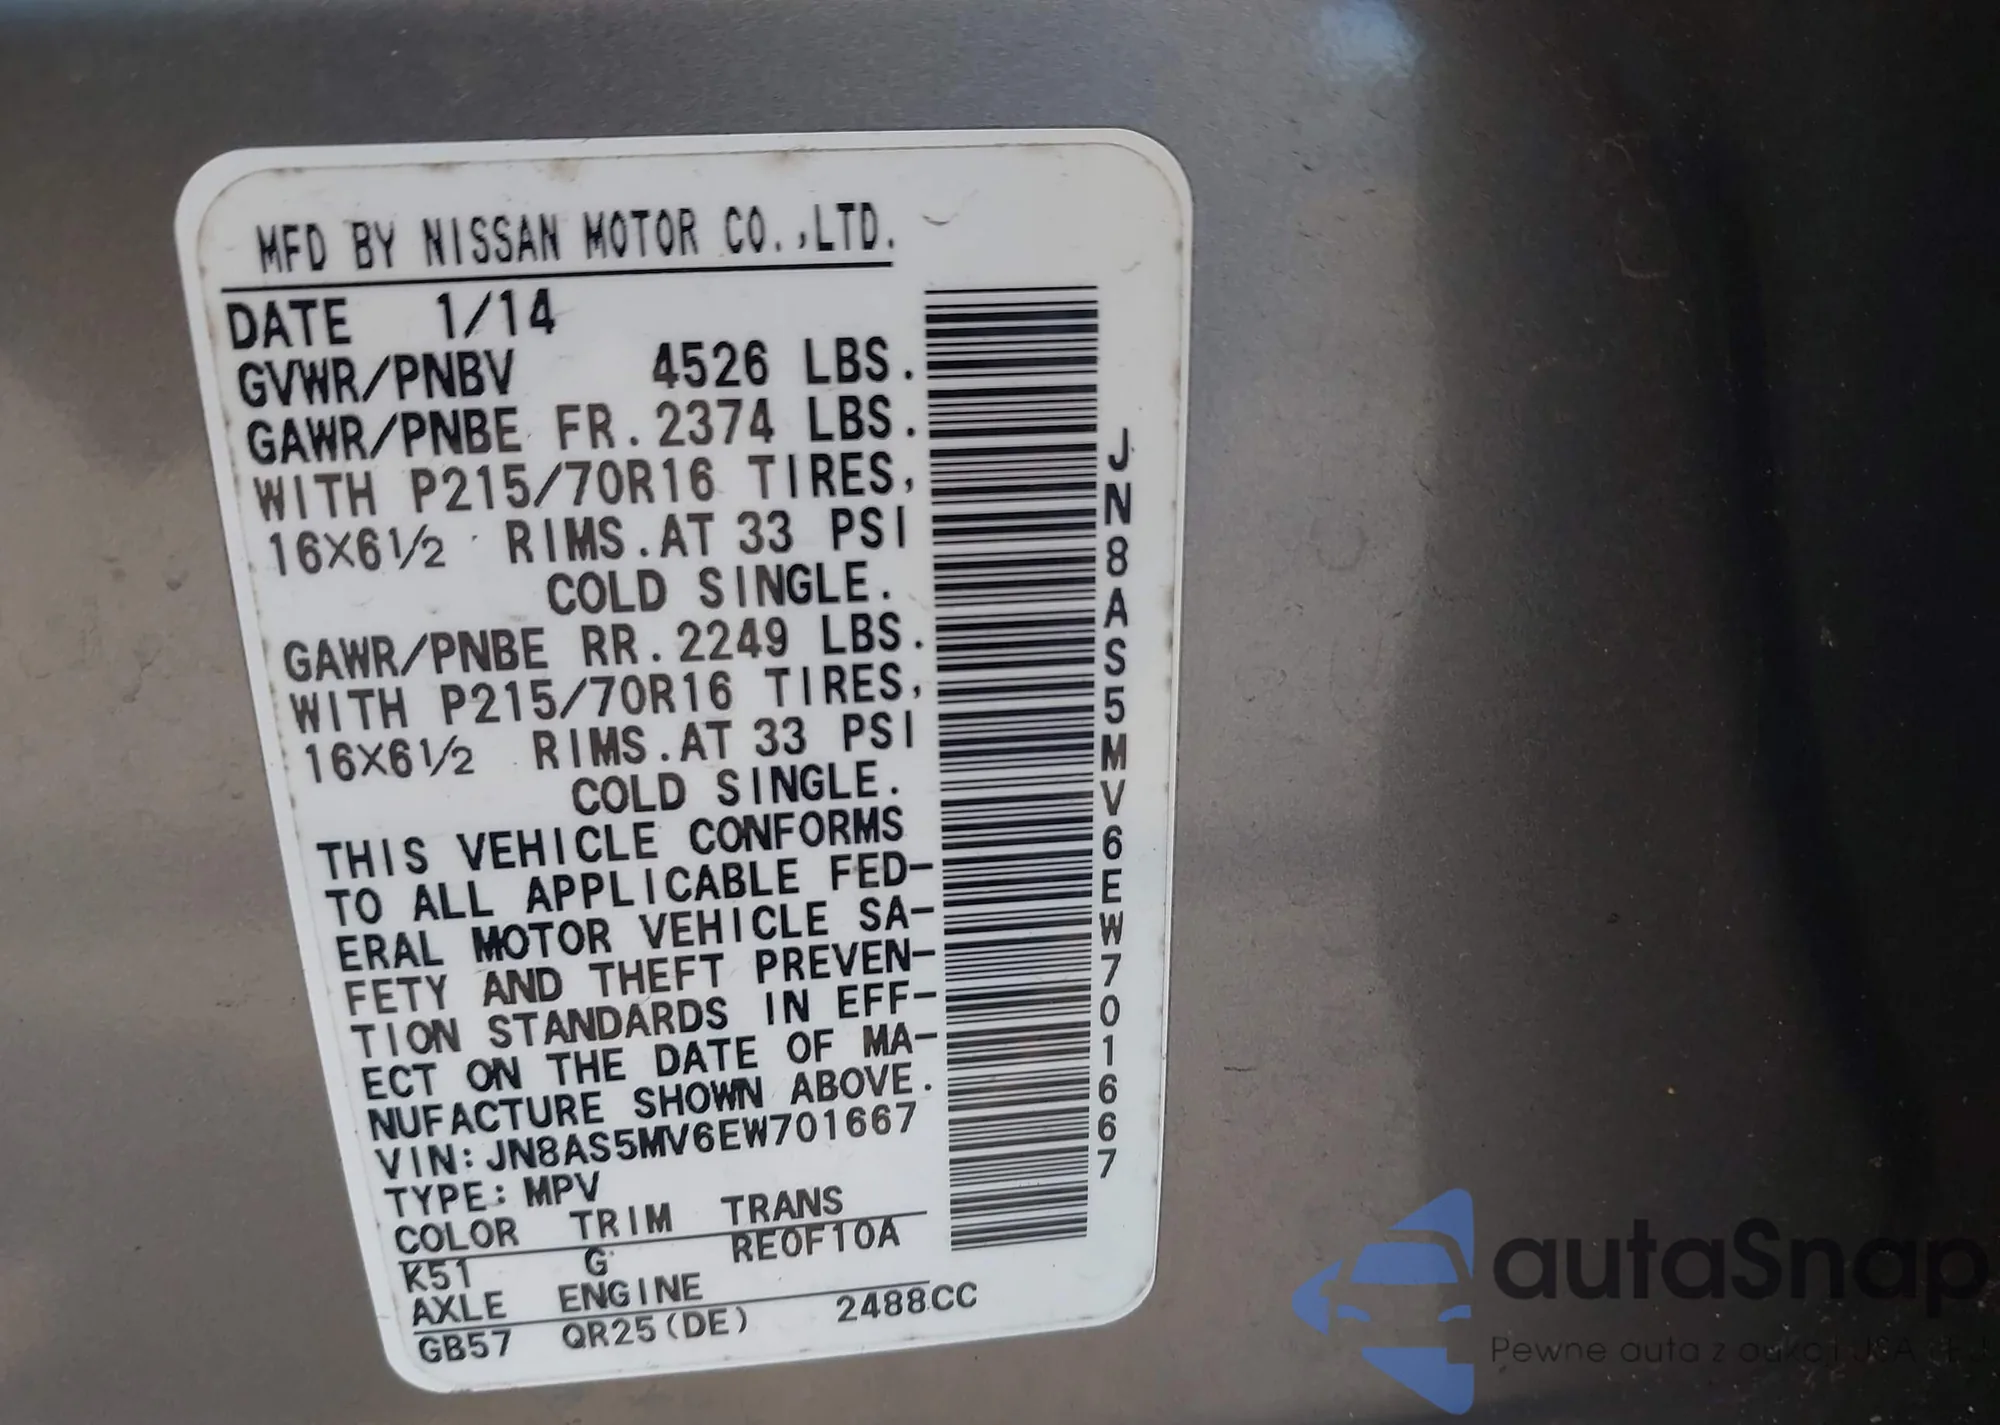 MFD BY NISSAN MOTOR CO.,LTD.
DATE 1/14
GVWR/PNBV 4526 LBS.
GAWR/PNBE FR.2374 LBS.
WITH P215/70R16 TIRES,
16X6½ RIMS.AT 33 PSI
COLD SINGLE.
GAWR/PNBE RR.2249 LBS.
WITH P215/70R16 TIRES,
16X6½ RIMS.AT 33 PSI
COLD SINGLE.
THIS VEHICLE CONFORMS
TO ALL APPLICABLE FED-
ERAL MOTOR VEHICLE SA-
FETY AND THEFT PREVEN-
TION STANDARDS IN EFF-
ECT ON THE DATE OF MA-
NUFACTURE SHOWN ABOVE.
VIN:JN8AS5MV6EW701667
TYPE:MPV
COLOR TRIM TRANS
K51 G RE0F10A
AXLE ENGINE
GB57 QR25(DE) 2488CC
JN8AS5MV6EW701667
autaSnap
Pewne auta z aukcji